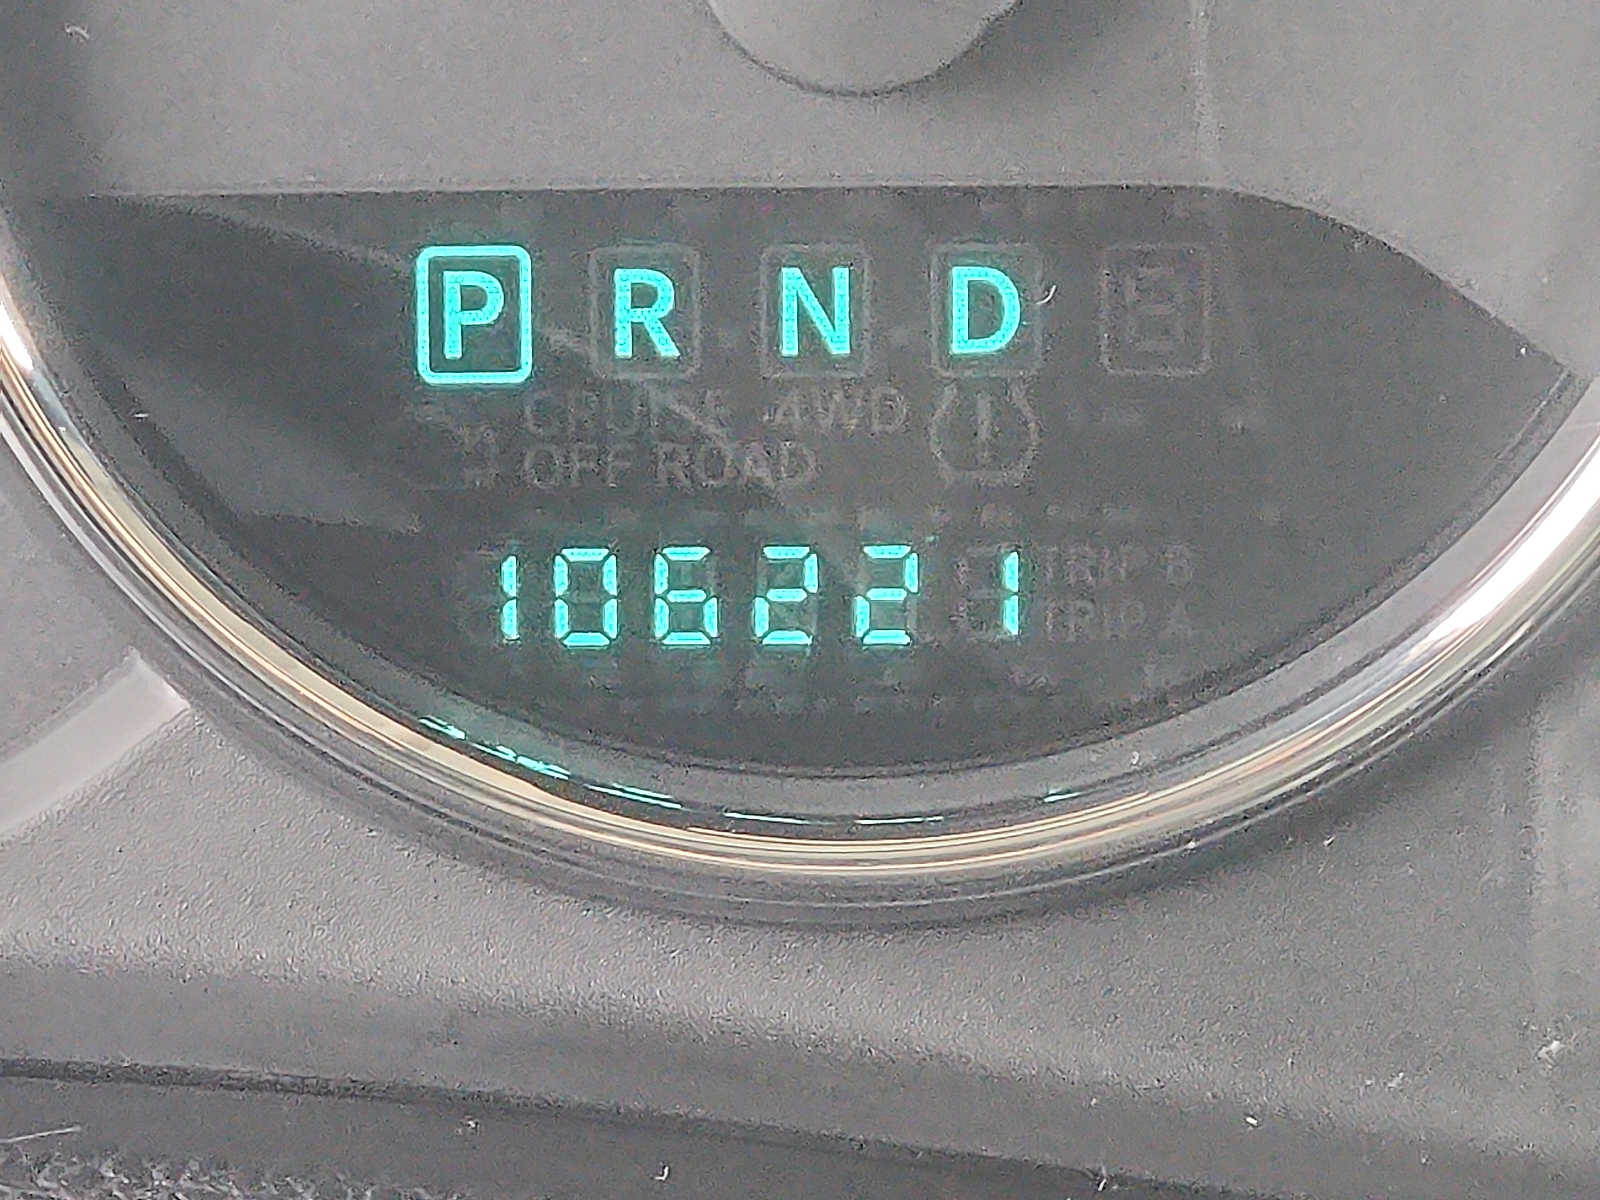 P R N D E
CRUISE AWD
OFF ROAD
106221
TRIP B
TRIP A